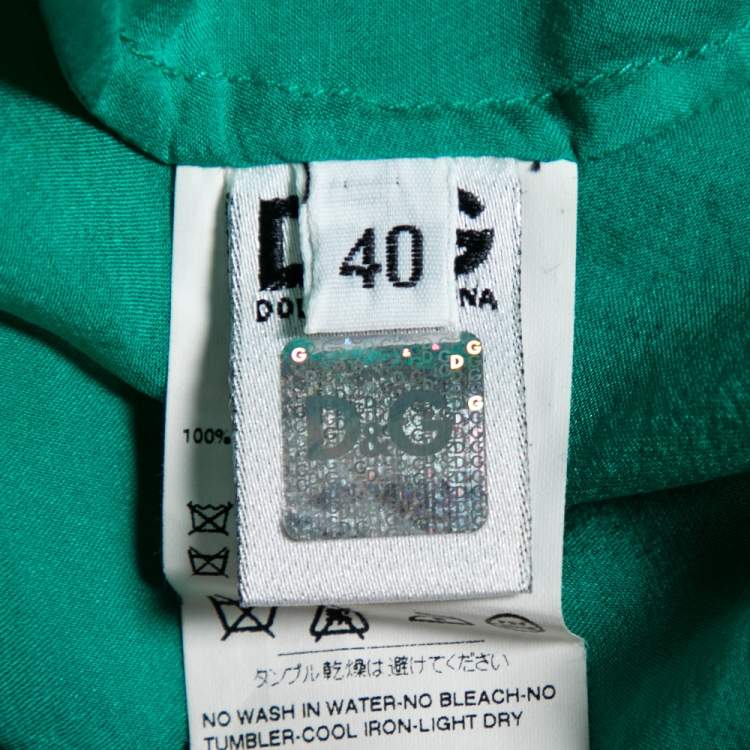 D G
40
DOL NA
G & D G
G
D&G
100%
タンブル乾燥は避けてください
NO WASH IN WATER-NO BLEACH-NO
TUMBLER-COOL IRON-LIGHT DRY